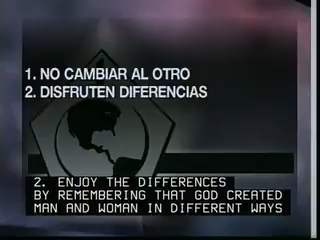 1. NO CAMBIAR AL OTRO
2. DISFRUTEN DIFERENCIAS
2. ENJOY THE DIFFERENCES
BY REMEMBERING THAT GOD CREATED
MAN AND WOMAN IN DIFFERENT WAYS